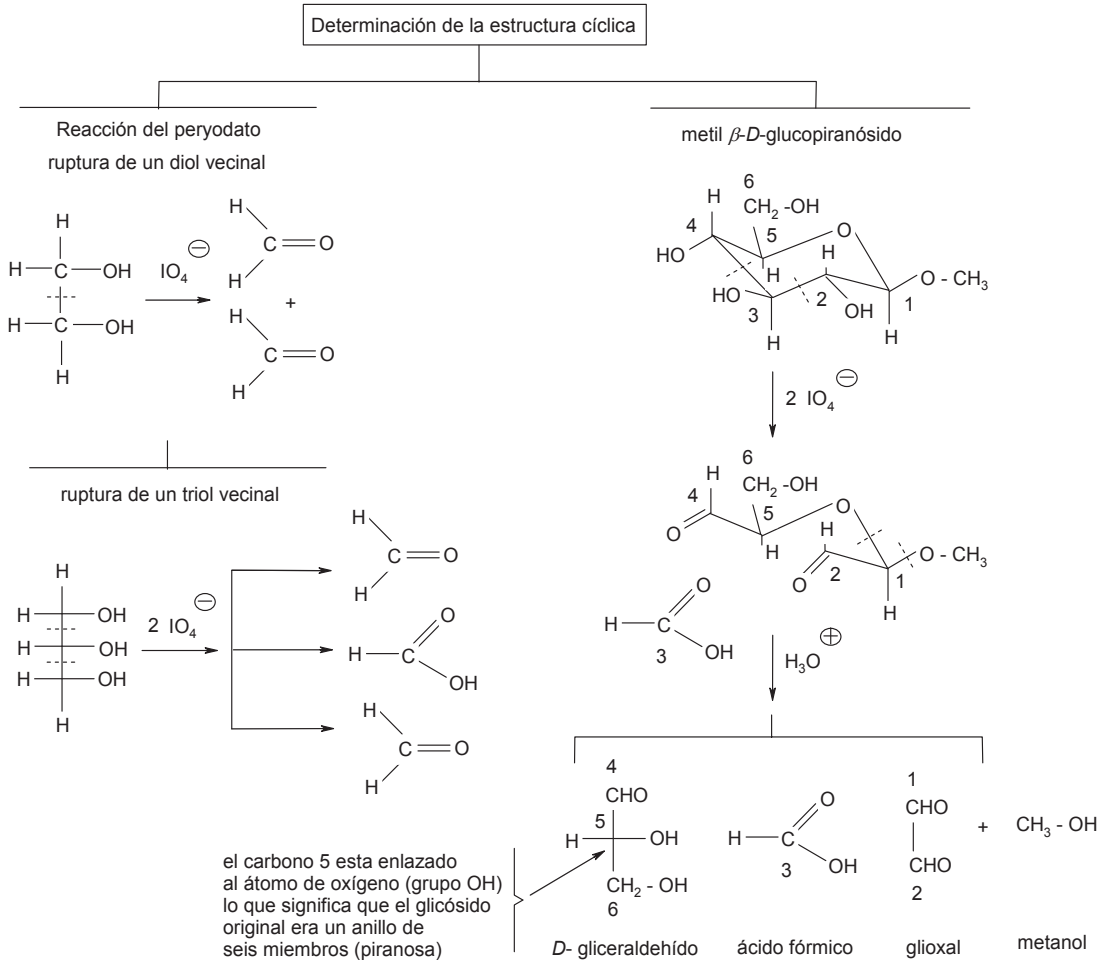 Determinación de la estructura cíclica
Reacción del peryodato
ruptura de un diol vecinal
H
H C OH
H C OH
H
IO4 ⊖
H
C O
H
+
H
C O
H
ruptura de un triol vecinal
H
H OH
H OH
H OH
H
2 IO4 ⊖
H
C O
H
O
H C
OH
H
C O
H
metil β-D-glucopiranósido
6
H CH2 -OH
4 5 O
HO H H
HO 2 O - CH3
3 OH 1
H H
2 IO4 ⊖
6
H CH2 -OH
4 5 O
O H H O - CH3
O 2 1
H
O
H C
3 OH
H3O ⊕
4
CHO
5
H OH
CH2 - OH
6
D- gliceraldehído
O
H C
3 OH
ácido fórmico
1
CHO
CHO
2
glioxal
+
CH3 - OH
metanol
el carbono 5 esta enlazado
al átomo de oxígeno (grupo OH)
lo que significa que el glicósido
original era un anillo de
seis miembros (piranosa)